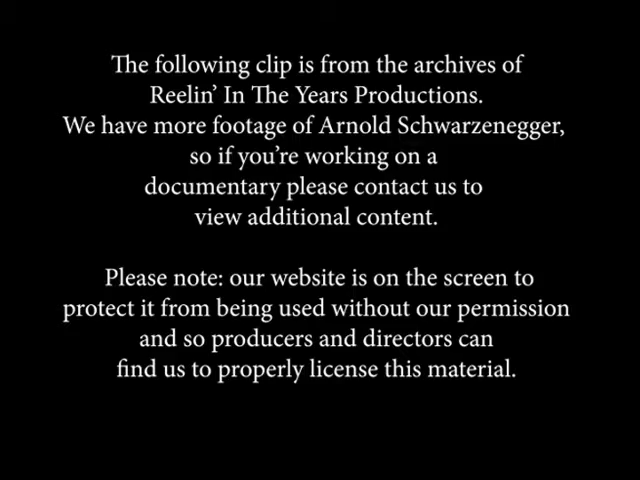 The following clip is from the archives of
Reelin’ In The Years Productions.
We have more footage of Arnold Schwarzenegger,
so if you’re working on a
documentary please contact us to
view additional content.
Please note: our website is on the screen to
protect it from being used without our permission
and so producers and directors can
find us to properly license this material.